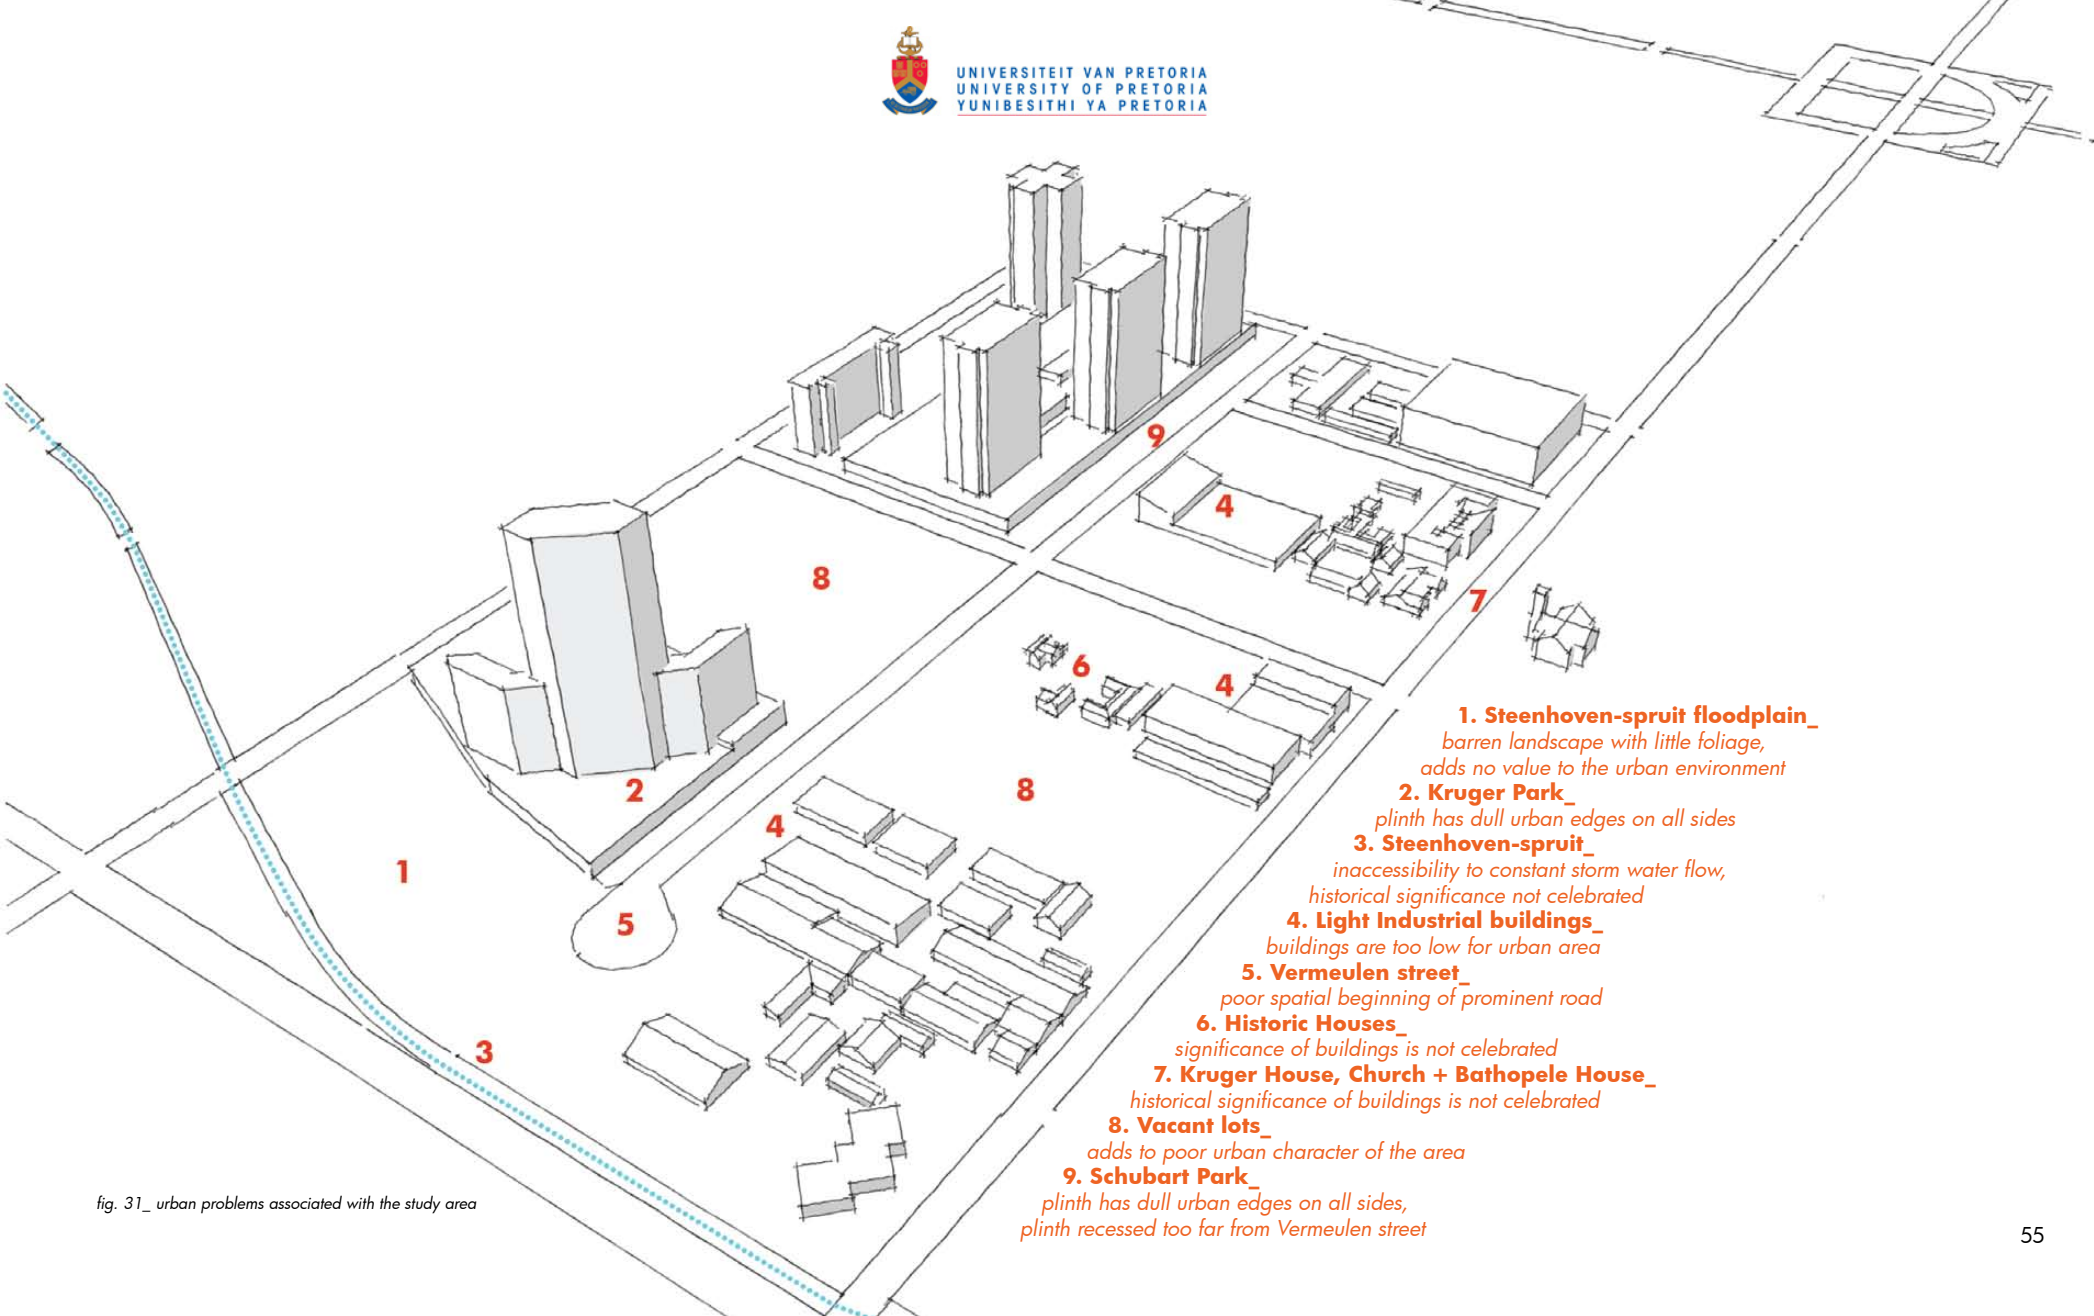 UNIVERSITEIT VAN PRETORIA
UNIVERSITY OF PRETORIA
YUNIBESITHI YA PRETORIA
9
4
8
7
6
4
2
8
4
1
5
3
1. Steenhoven-spruit floodplain_
barren landscape with little foliage,
adds no value to the urban environment
2. Kruger Park_
plinth has dull urban edges on all sides
3. Steenhoven-spruit_
inaccessibility to constant storm water flow,
historical significance not celebrated
4. Light Industrial buildings_
buildings are too low for urban area
5. Vermeulen street_
poor spatial beginning of prominent road
6. Historic Houses_
significance of buildings is not celebrated
7. Kruger House, Church + Bathopele House_
historical significance of buildings is not celebrated
8. Vacant lots_
adds to poor urban character of the area
9. Schubart Park_
plinth has dull urban edges on all sides,
plinth recessed too far from Vermeulen street
fig. 31_ urban problems associated with the study area
55